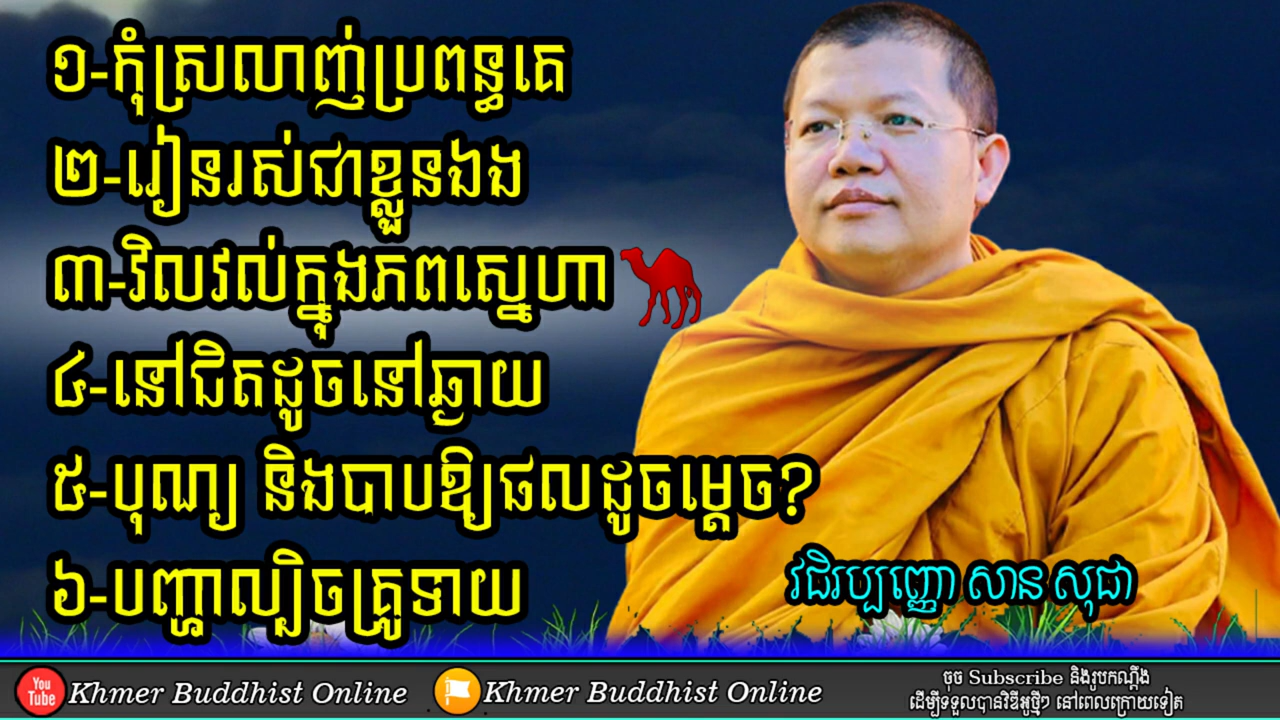 ១-កុំស្រលាញ់ប្រពន្ធគេ
២-រៀនរស់ជាខ្លួនឯង
៣-វិលវល់ក្នុងភពស្នេហា
៤-នៅជិតដូចនៅឆ្ងាយ
៥-បុណ្យ និងបាបឱ្យផលដូចម្ដេច?
៦-បញ្ហាល្បិចគ្រូទាយ
វជិរប្បញ្ញោ សាន សុជា
You Tube Khmer Buddhist Online Khmer Buddhist Online
ចុច Subscribe និងរូបកណ្ដឹង
ដើម្បីទទួលបានវិឌីអូថ្មីៗ នៅពេលក្រោយទៀត